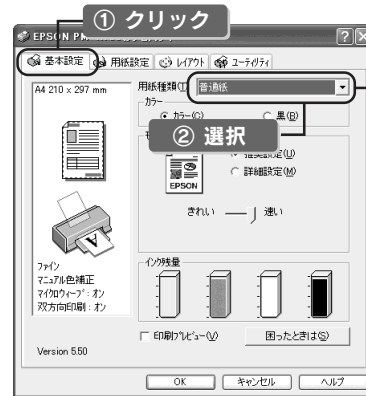 ① クリック
EPSON PM
基本設定 用紙設定 レイアウト ユーティリティ
A4 210 x 297 mm
用紙種類(T) 普通紙
カラー
カラー(C) 黒(B)
② 選択
推奨設定(U)
詳細設定(M)
EPSON
きれい 速い
ファイン
マニュアル色補正
マイクロウィーブ:オン
双方向印刷:オン
インク残量
印刷プレビュー(V) 困ったときは(S)
Version 5.50
OK キャンセル ヘルプ